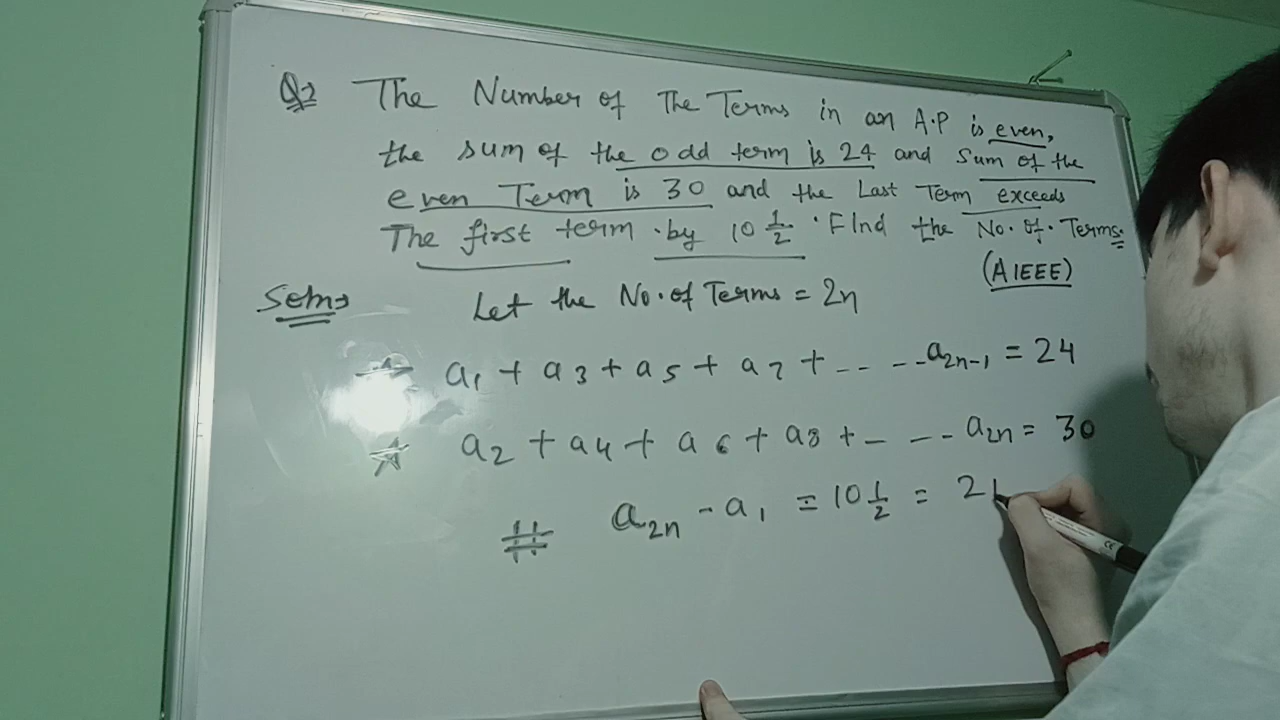 Q2 The Number of The Terms in an A.P is even,
the sum of the odd term is 24 and Sum of the
even Term is 30 and the Last Term exceeds
The first term by 10 1/2. Find the No. of. Terms.
(AIEEE)
Soln Let the No. of Terms = 2n
a1 + a3 + a5 + a7 + -- - -- a2n-1 = 24
a2 + a4 + a6 + a8 + - - -- a2n = 30
# a2n - a1 = 10 1/2 = 21